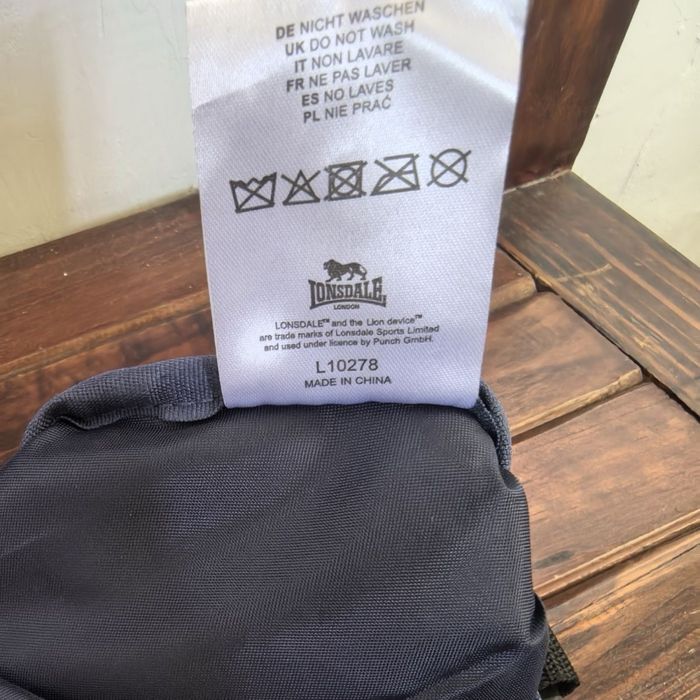 DE NICHT WASCHEN
UK DO NOT WASH
IT NON LAVARE
FR NE PAS LAVER
ES NO LAVES
PL NIE PRAĆ
LONSDALE
LONDON
LONSDALE™ and the Lion device™
are trade marks of Lonsdale Sports Limited
and used under licence by Punch GmbH.
L10278
MADE IN CHINA